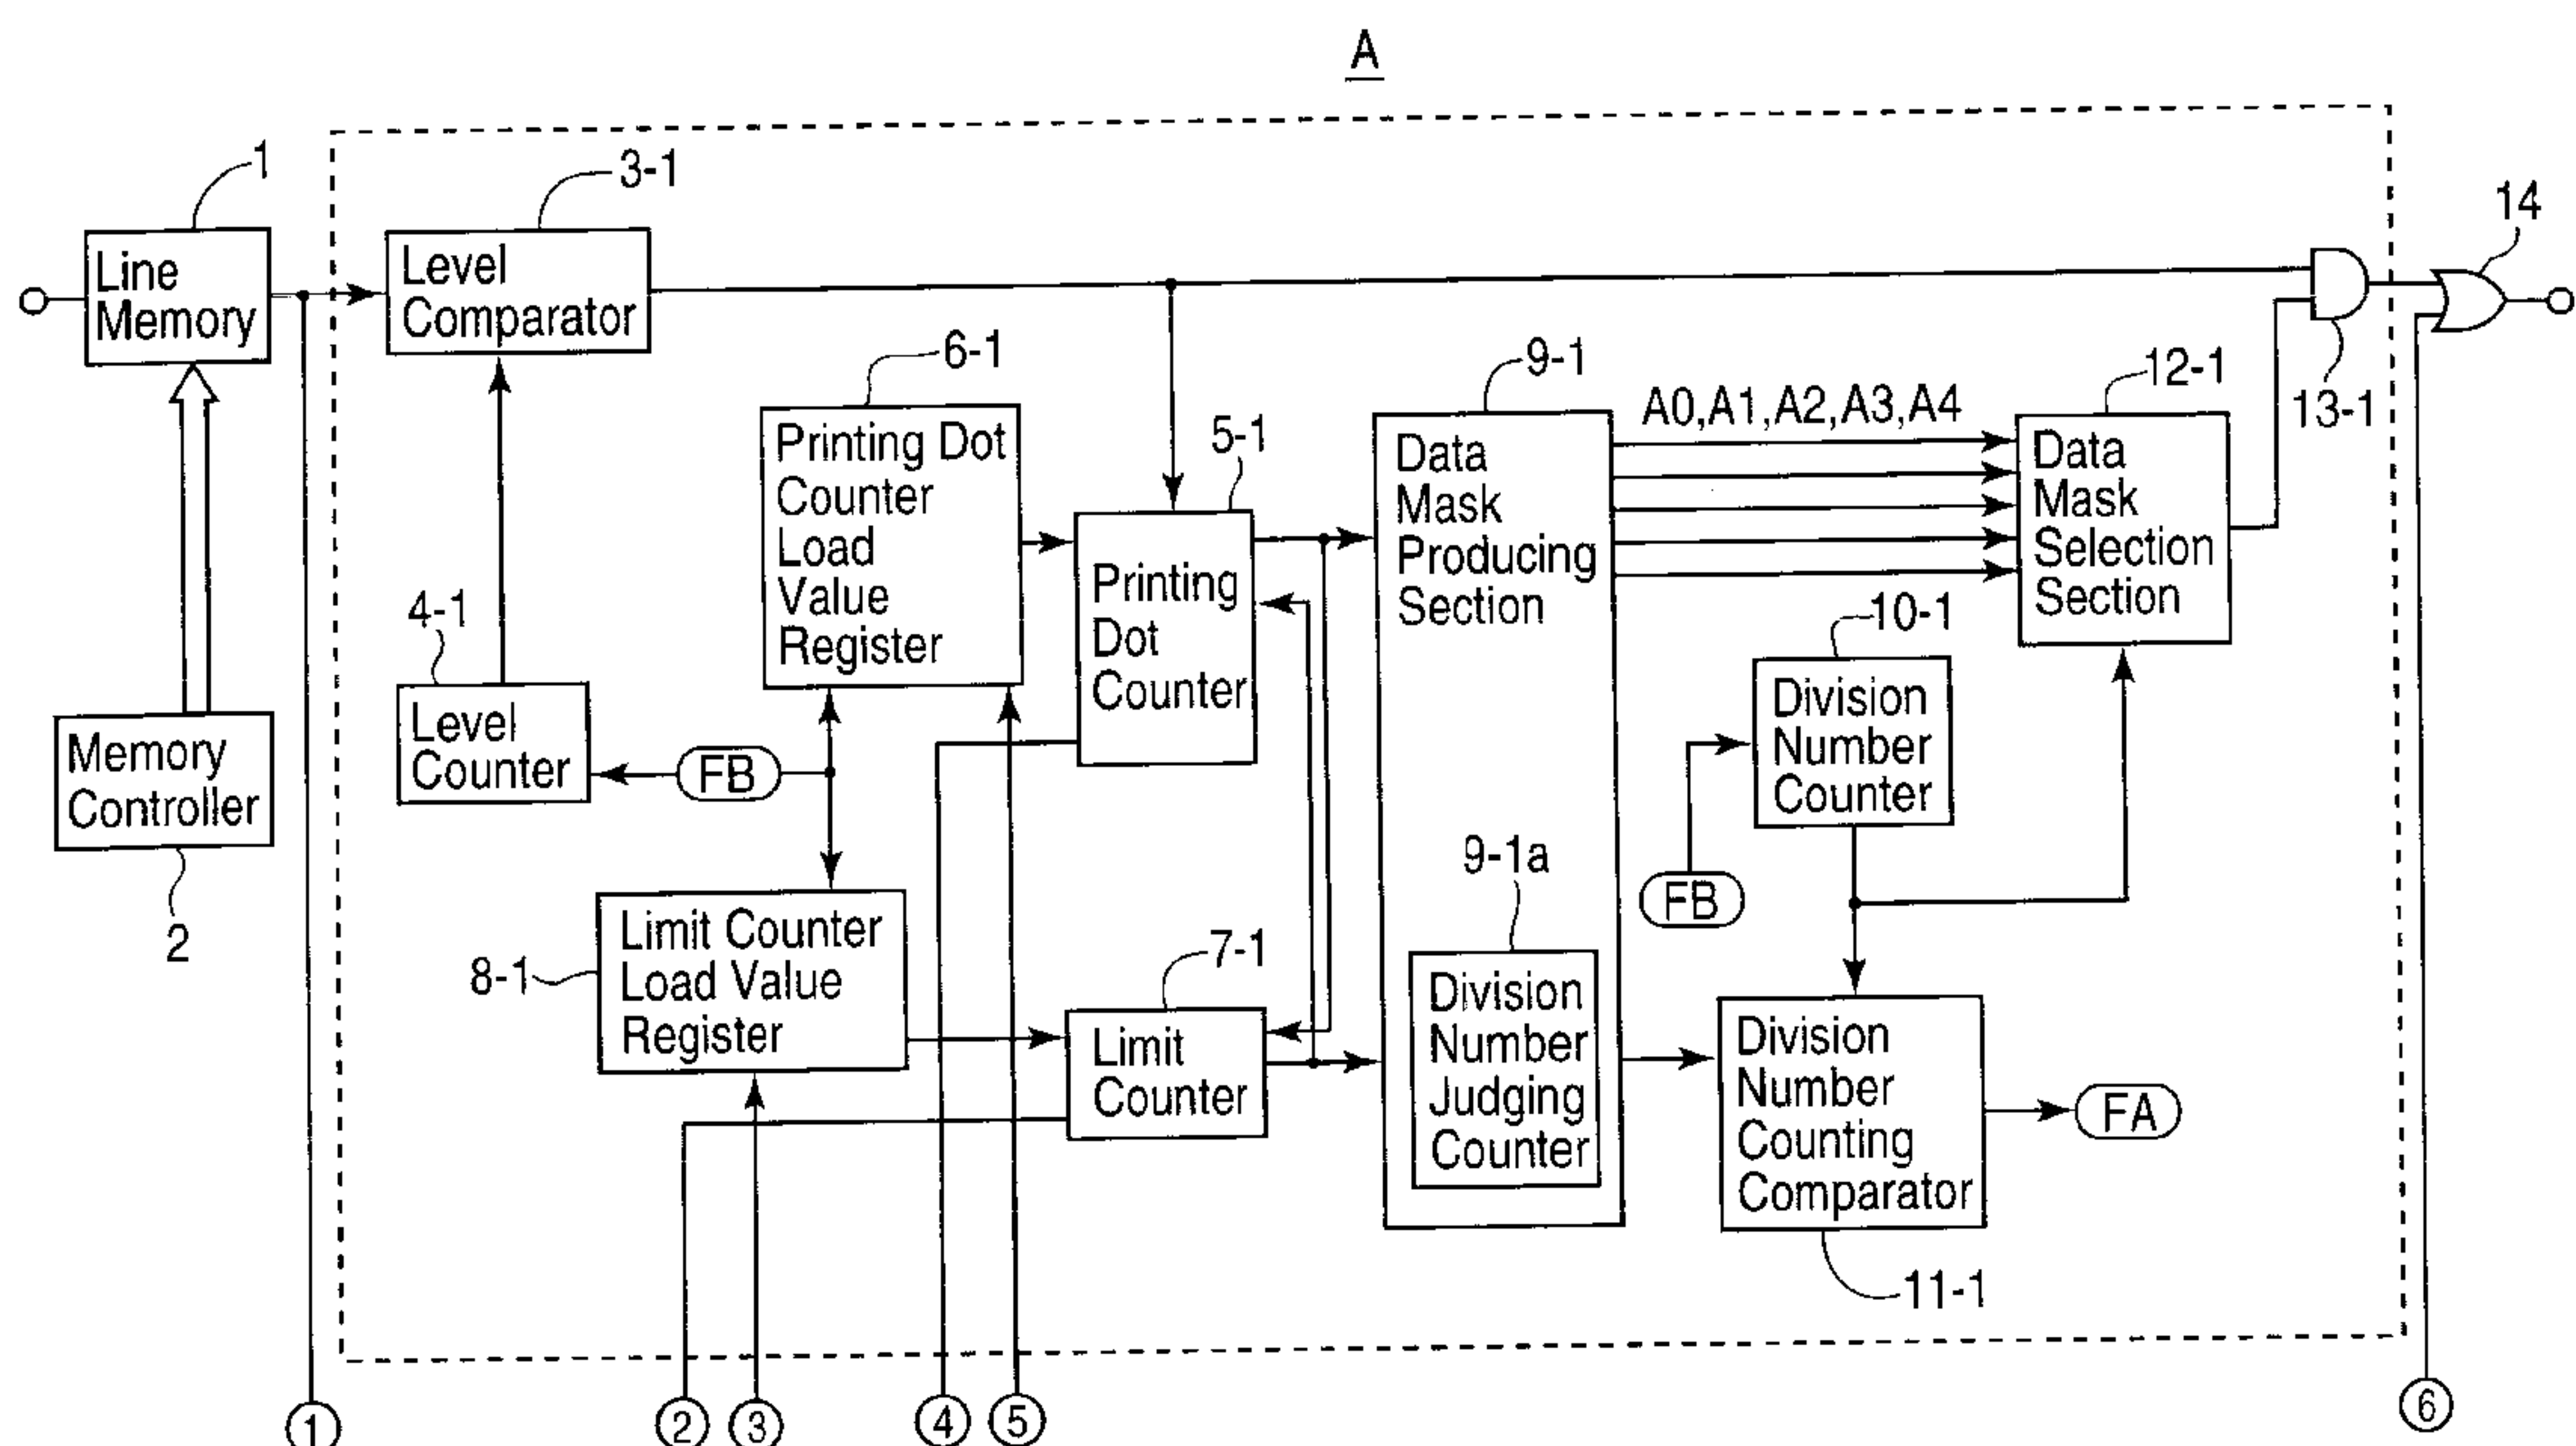 A
1
3-1
14
Line
Memory
Level
Comparator
6-1
9-1
12-1
13-1
A0,A1,A2,A3,A4
5-1
Printing Dot
Counter
Load
Value
Register
Data
Mask
Producing
Section
Data
Mask
Selection
Section
4-1
Printing
Dot
Counter
10-1
Level
Counter
FB
Division
Number
Counter
Memory
Controller
2
9-1a
FB
8-1
Limit Counter
Load Value
Register
7-1
Limit
Counter
Division
Number
Judging
Counter
Division
Number
Counting
Comparator
FA
11-1
1
2
3
4
5
6